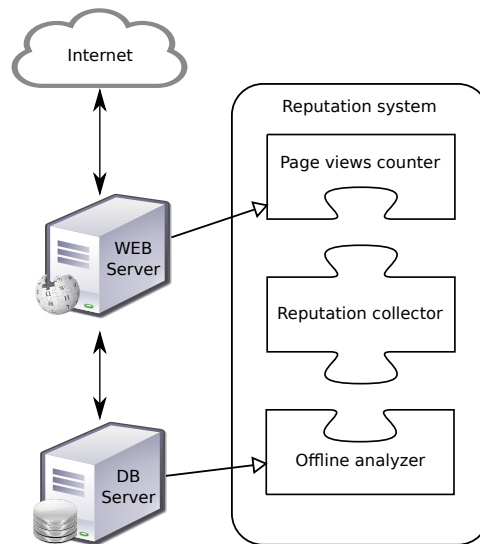 Internet
Reputation system
Page views counter
WEB
Server
Reputation collector
DB
Server
Offline analyzer